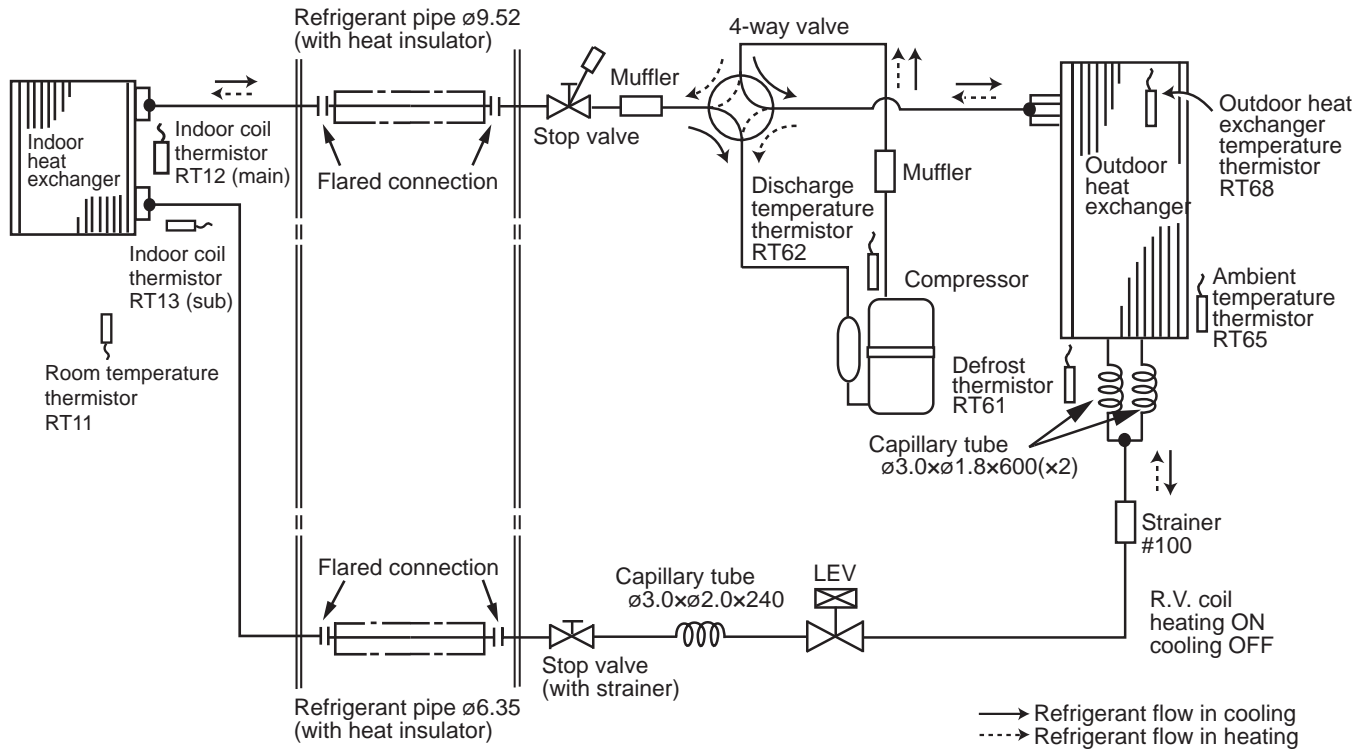 Refrigerant pipe ø9.52
(with heat insulator)
4-way valve
Muffler
Stop valve
Indoor
heat
exchanger
Indoor coil
thermistor
RT12 (main)
Flared connection
Indoor coil
thermistor
RT13 (sub)
Room temperature
thermistor
RT11
Discharge
temperature
thermistor
RT62
Muffler
Compressor
Outdoor
heat
exchanger
Outdoor heat
exchanger
temperature
thermistor
RT68
Ambient
temperature
thermistor
RT65
Defrost
thermistor
RT61
Capillary tube
ø3.0×ø1.8×600(×2)
Strainer
#100
Flared connection
Capillary tube
ø3.0×ø2.0×240
LEV
R.V. coil
heating ON
cooling OFF
Stop valve
(with strainer)
Refrigerant pipe ø6.35
(with heat insulator)
Refrigerant flow in cooling
Refrigerant flow in heating